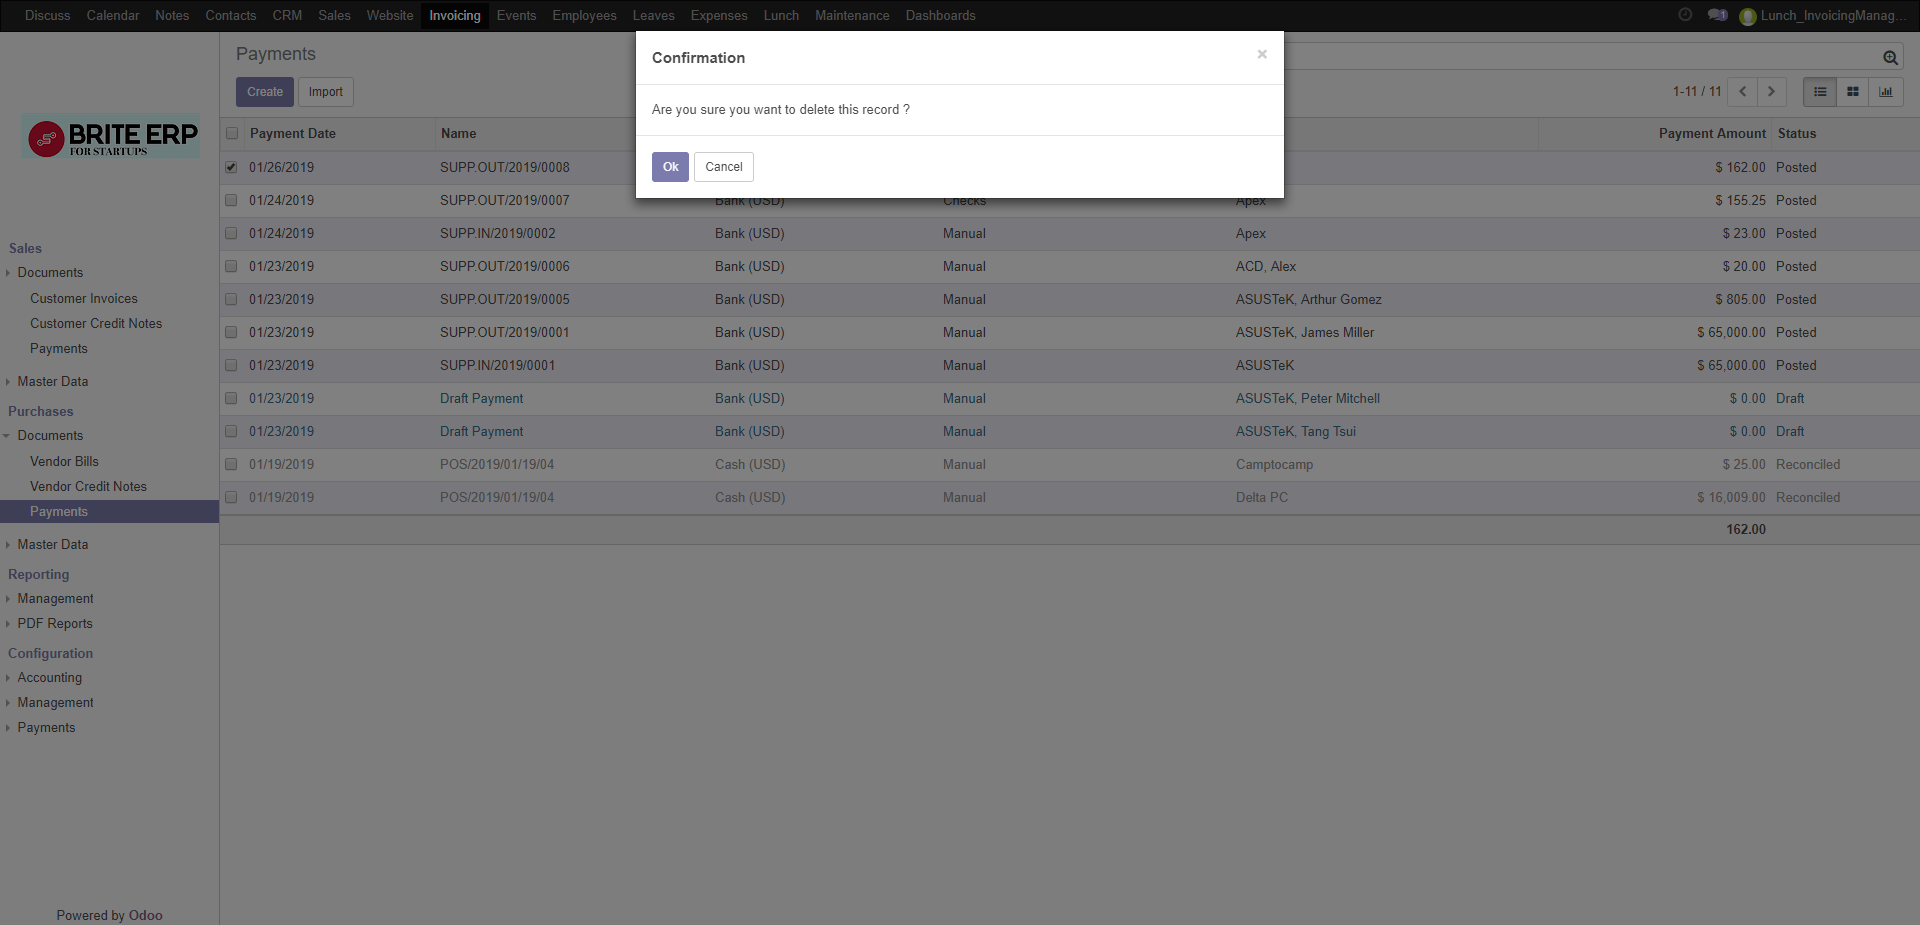 Discuss Calendar Notes Contacts CRM Sales Website Invoicing Events Employees Leaves Expenses Lunch Maintenance Dashboards 1 Lunch_InvoicingManag...
Payments
Create Import
1-11 / 11
Confirmation ×
Are you sure you want to delete this record ?
Ok Cancel
BRITE ERP
FOR STARTUPS
Sales
Documents
Customer Invoices
Customer Credit Notes
Payments
Master Data
Purchases
Documents
Vendor Bills
Vendor Credit Notes
Payments
Master Data
Reporting
Management
PDF Reports
Configuration
Accounting
Management
Payments
Powered by Odoo
Payment Date Name Payment Amount Status
01/26/2019 SUPP.OUT/2019/0008 $ 162.00 Posted
01/24/2019 SUPP.OUT/2019/0007 Bank (USD) Checks Apex $ 155.25 Posted
01/24/2019 SUPP.IN/2019/0002 Bank (USD) Manual Apex $ 23.00 Posted
01/23/2019 SUPP.OUT/2019/0006 Bank (USD) Manual ACD, Alex $ 20.00 Posted
01/23/2019 SUPP.OUT/2019/0005 Bank (USD) Manual ASUSTeK, Arthur Gomez $ 805.00 Posted
01/23/2019 SUPP.OUT/2019/0001 Bank (USD) Manual ASUSTeK, James Miller $ 65,000.00 Posted
01/23/2019 SUPP.IN/2019/0001 Bank (USD) Manual ASUSTeK $ 65,000.00 Posted
01/23/2019 Draft Payment Bank (USD) Manual ASUSTeK, Peter Mitchell $ 0.00 Draft
01/23/2019 Draft Payment Bank (USD) Manual ASUSTeK, Tang Tsui $ 0.00 Draft
01/19/2019 POS/2019/01/19/04 Cash (USD) Manual Camptocamp $ 25.00 Reconciled
01/19/2019 POS/2019/01/19/04 Cash (USD) Manual Delta PC $ 16,009.00 Reconciled
162.00